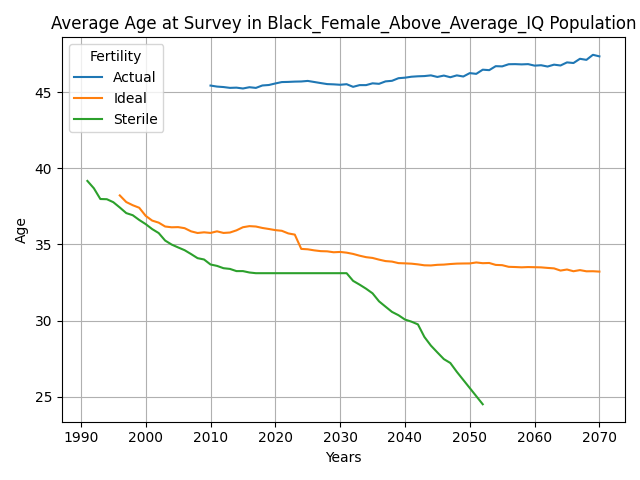 Average Age at Survey in Black_Female_Above_Average_IQ Population
Fertility
Actual
Ideal
Sterile
Age
45
40
35
30
25
1990 2000 2010 2020 2030 2040 2050 2060 2070
Years